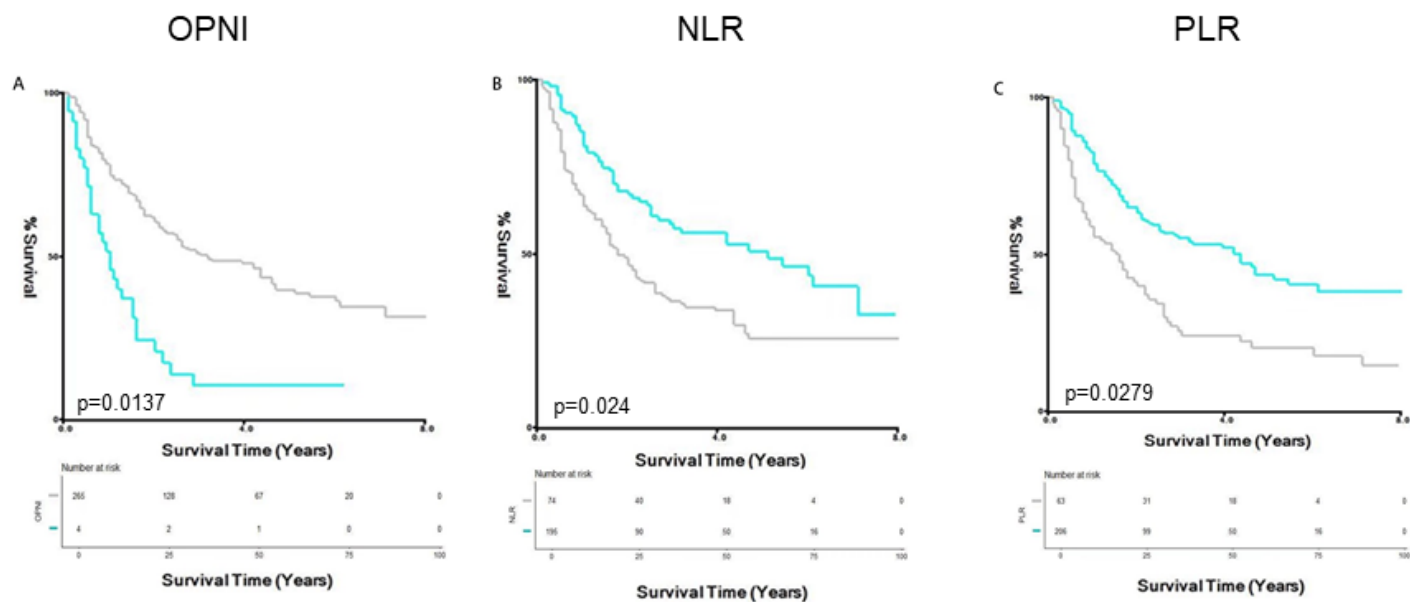 OPNI
NLR
PLR
A
100
50
0
% Survival
p=0.0137
0.0
4.0
8.0
Survival Time (Years)
Number at risk
OPNI
265 128 67 20 0
4 2 1 0 0
0 25 50 75 100
Survival Time (Years)
B
100
50
0
% Survival
p=0.024
0.0
4.0
8.0
Survival Time (Years)
Number at risk
NLR
74 40 18 4 0
195 90 50 16 0
0 25 50 75 100
Survival Time (Years)
C
100
50
0
% Survival
p=0.0279
0.0
4.0
8.0
Survival Time (Years)
Number at risk
PLR
63 31 18 4 0
206 99 50 16 0
0 25 50 75 100
Survival Time (Years)